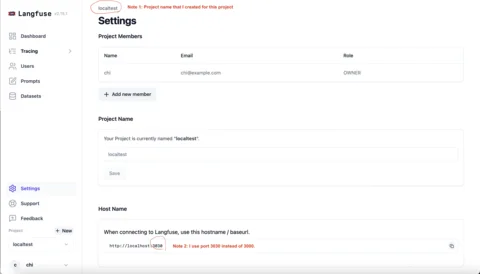 Langfuse
localtest
Note 1: Project name that I created for this project
Settings
Dashboard
Tracing
Users
Prompts
Datasets
Project Members
Name Email Role
chi chi@example.com OWNER
+ Add new member
Project Name
Your Project is currently named "localtest".
localtest
Save
Settings
Support
Feedback
Project + New
localtest
c chi
Host Name
When connecting to Langfuse, use this hostname / baseurl.
http://localhost:3030
Note 2: I use port 3030 instead of 3000.